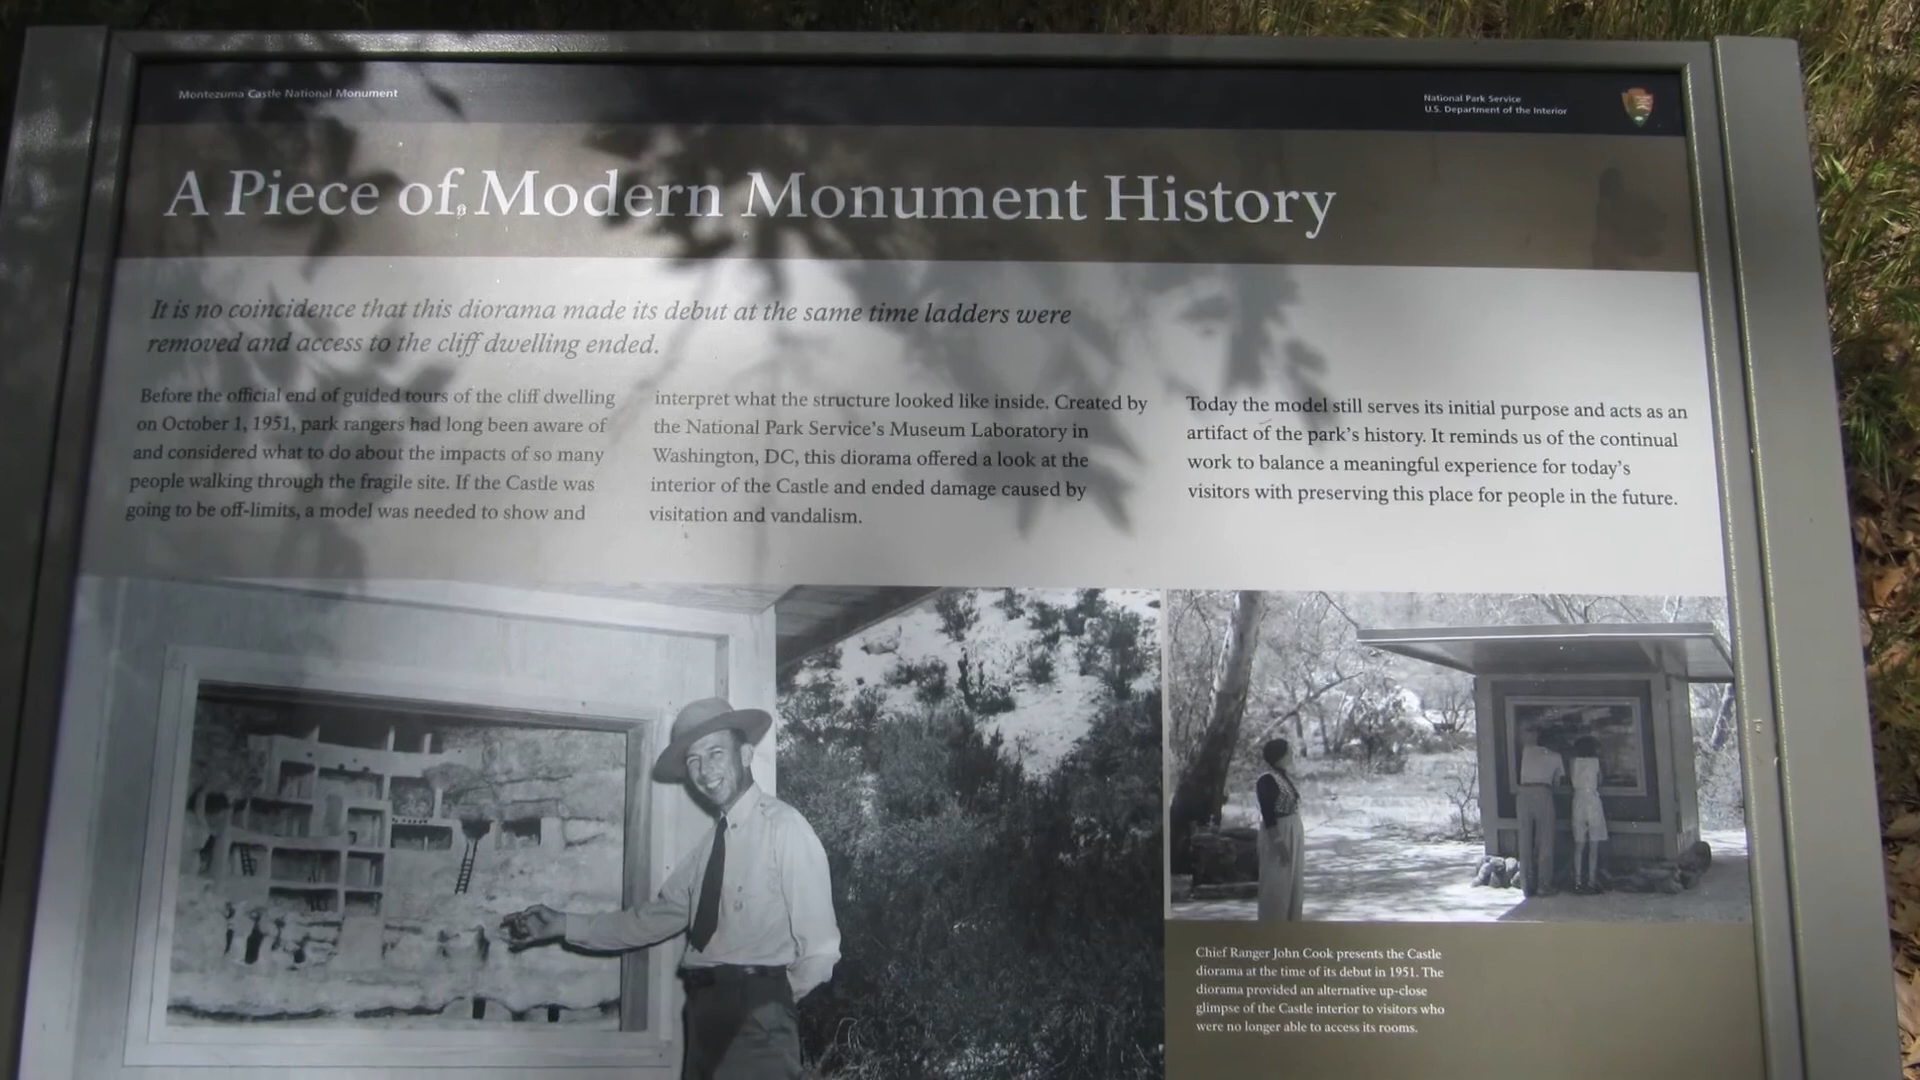 Montezuma Castle National Monument
National Park Service
U.S. Department of the Interior
A Piece of Modern Monument History
It is no coincidence that this diorama made its debut at the same time ladders were
removed and access to the cliff dwelling ended.
Before the official end of guided tours of the cliff dwelling
on October 1, 1951, park rangers had long been aware of
and considered what to do about the impacts of so many
people walking through the fragile site. If the Castle was
going to be off-limits, a model was needed to show and
interpret what the structure looked like inside. Created by
the National Park Service's Museum Laboratory in
Washington, DC, this diorama offered a look at the
interior of the Castle and ended damage caused by
visitation and vandalism.
Today the model still serves its initial purpose and acts as an
artifact of the park's history. It reminds us of the continual
work to balance a meaningful experience for today's
visitors with preserving this place for people in the future.
Chief Ranger John Cook presents the Castle
diorama at the time of its debut in 1951. The
diorama provided an alternative up-close
glimpse of the Castle interior to visitors who
were no longer able to access its rooms.